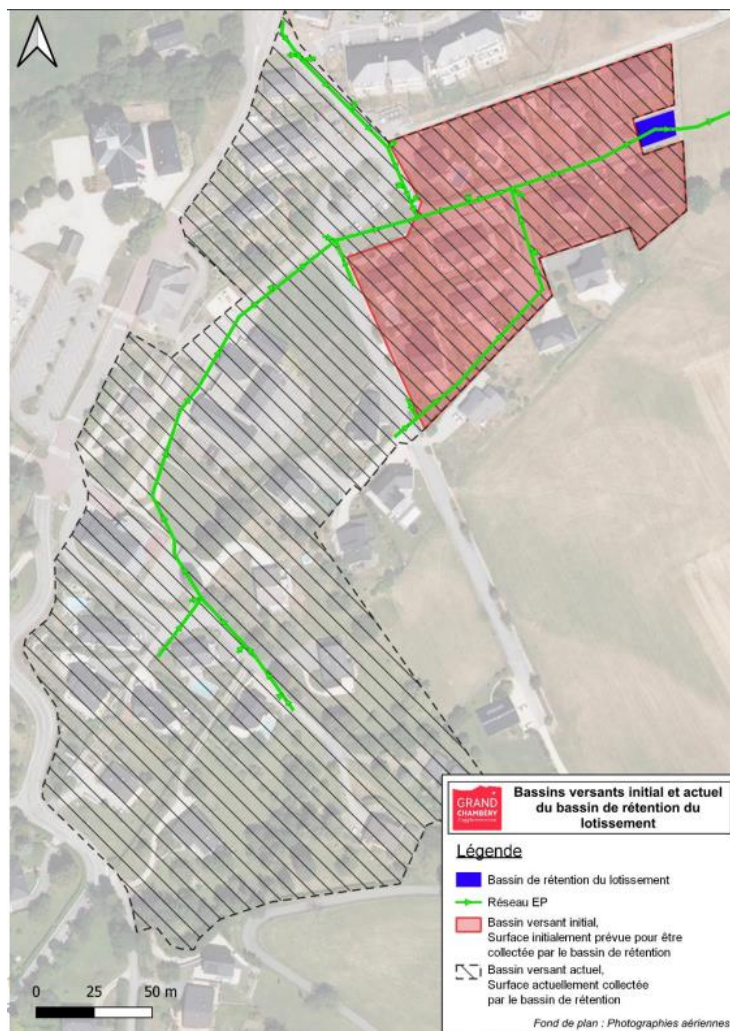 GRAND
CHAMBERY
l'agglomération
Bassins versants initial et actuel
du bassin de rétention du
lotissement
Légende
Bassin de rétention du lotissement
Réseau EP
Bassin versant initial,
Surface initialement prévue pour être
collectée par le bassin de rétention
Bassin versant actuel,
Surface actuellement collectée
par le bassin de rétention
0 25 50 m
Fond de plan : Photographies aériennes